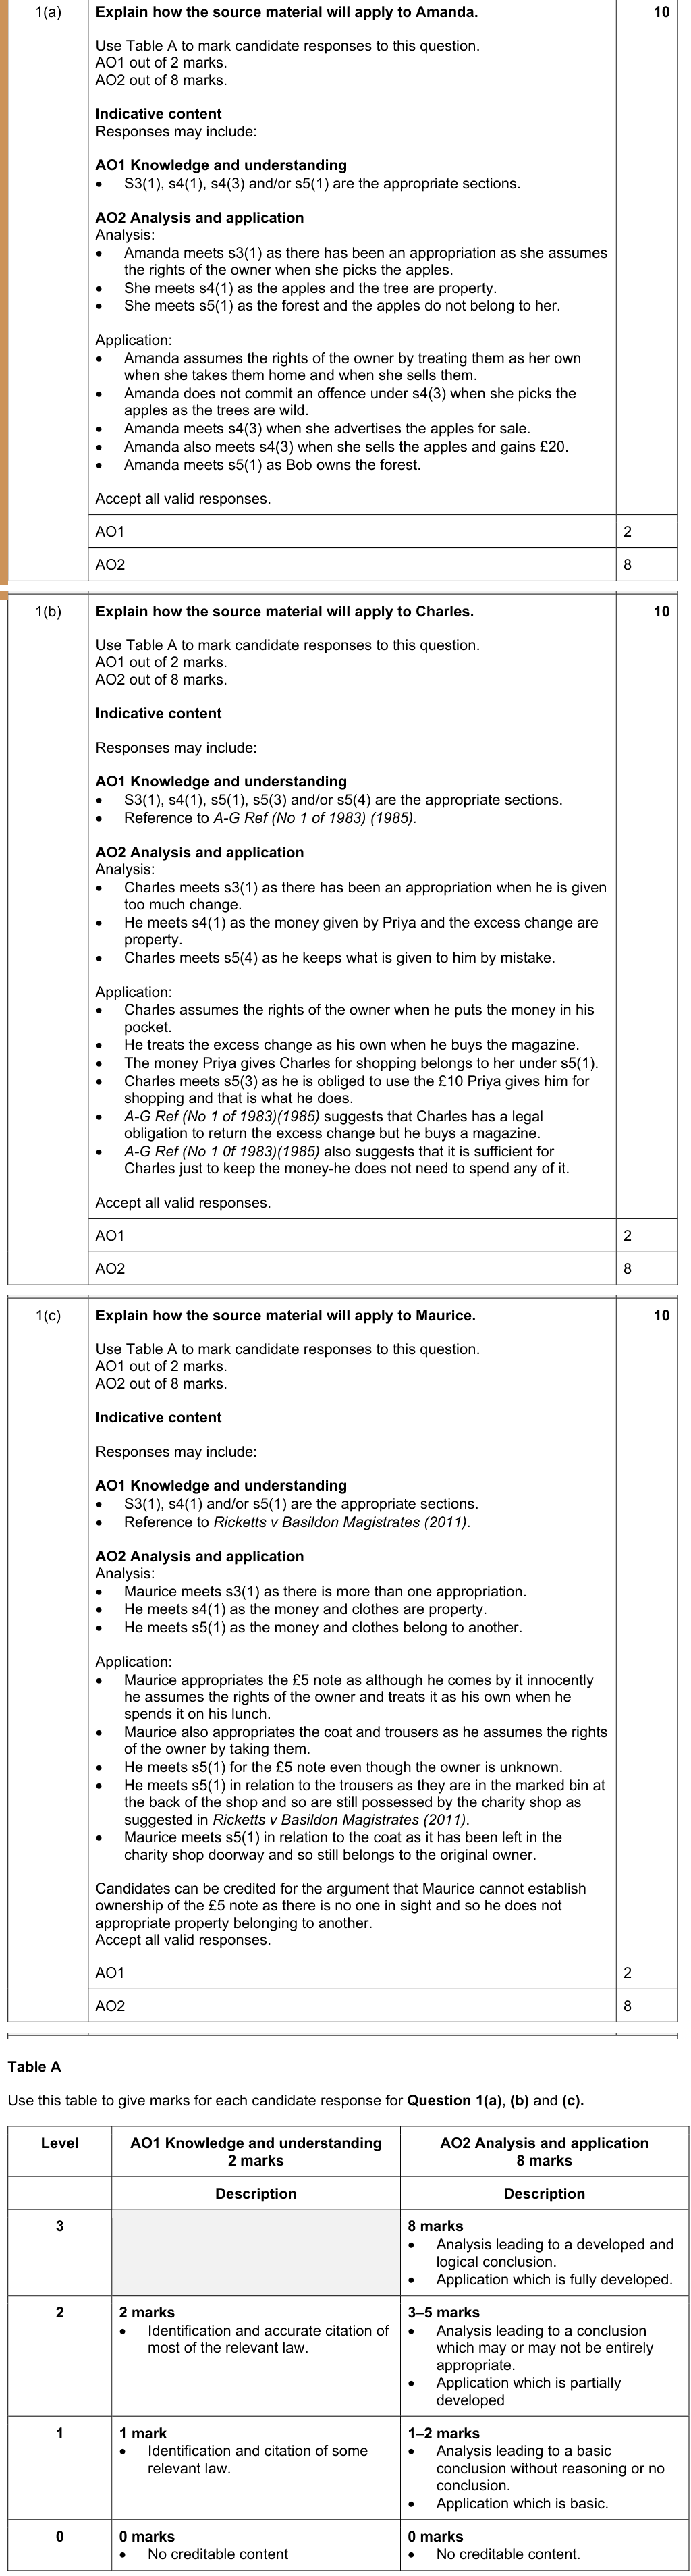 1(a)
Explain how the source material will apply to Amanda.
10
Use Table A to mark candidate responses to this question.
AO1 out of 2 marks.
AO2 out of 8 marks.
Indicative content
Responses may include:
AO1 Knowledge and understanding
• S3(1), s4(1), s4(3) and/or s5(1) are the appropriate sections.
AO2 Analysis and application
Analysis:
• Amanda meets s3(1) as there has been an appropriation as she assumes
the rights of the owner when she picks the apples.
• She meets s4(1) as the apples and the tree are property.
• She meets s5(1) as the forest and the apples do not belong to her.
Application:
• Amanda assumes the rights of the owner by treating them as her own
when she takes them home and when she sells them.
• Amanda does not commit an offence under s4(3) when she picks the
apples as the trees are wild.
• Amanda meets s4(3) when she advertises the apples for sale.
• Amanda also meets s4(3) when she sells the apples and gains £20.
• Amanda meets s5(1) as Bob owns the forest.
Accept all valid responses.
AO1
2
AO2
8
1(b)
Explain how the source material will apply to Charles.
10
Use Table A to mark candidate responses to this question.
AO1 out of 2 marks.
AO2 out of 8 marks.
Indicative content
Responses may include:
AO1 Knowledge and understanding
• S3(1), s4(1), s5(1), s5(3) and/or s5(4) are the appropriate sections.
• Reference to A-G Ref (No 1 of 1983) (1985).
AO2 Analysis and application
Analysis:
• Charles meets s3(1) as there has been an appropriation when he is given
too much change.
• He meets s4(1) as the money given by Priya and the excess change are
property.
• Charles meets s5(4) as he keeps what is given to him by mistake.
Application:
• Charles assumes the rights of the owner when he puts the money in his
pocket.
• He treats the excess change as his own when he buys the magazine.
• The money Priya gives Charles for shopping belongs to her under s5(1).
• Charles meets s5(3) as he is obliged to use the £10 Priya gives him for
shopping and that is what he does.
• A-G Ref (No 1 of 1983)(1985) suggests that Charles has a legal
obligation to return the excess change but he buys a magazine.
• A-G Ref (No 1 0f 1983)(1985) also suggests that it is sufficient for
Charles just to keep the money-he does not need to spend any of it.
Accept all valid responses.
AO1
2
AO2
8
1(c)
Explain how the source material will apply to Maurice.
10
Use Table A to mark candidate responses to this question.
AO1 out of 2 marks.
AO2 out of 8 marks.
Indicative content
Responses may include:
AO1 Knowledge and understanding
• S3(1), s4(1) and/or s5(1) are the appropriate sections.
• Reference to Ricketts v Basildon Magistrates (2011).
AO2 Analysis and application
Analysis:
• Maurice meets s3(1) as there is more than one appropriation.
• He meets s4(1) as the money and clothes are property.
• He meets s5(1) as the money and clothes belong to another.
Application:
• Maurice appropriates the £5 note as although he comes by it innocently
he assumes the rights of the owner and treats it as his own when he
spends it on his lunch.
• Maurice also appropriates the coat and trousers as he assumes the rights
of the owner by taking them.
• He meets s5(1) for the £5 note even though the owner is unknown.
• He meets s5(1) in relation to the trousers as they are in the marked bin at
the back of the shop and so are still possessed by the charity shop as
suggested in Ricketts v Basildon Magistrates (2011).
• Maurice meets s5(1) in relation to the coat as it has been left in the
charity shop doorway and so still belongs to the original owner.
Candidates can be credited for the argument that Maurice cannot establish
ownership of the £5 note as there is no one in sight and so he does not
appropriate property belonging to another.
Accept all valid responses.
AO1
2
AO2
8
Table A
Use this table to give marks for each candidate response for Question 1(a), (b) and (c).
Level
AO1 Knowledge and understanding
2 marks
AO2 Analysis and application
8 marks
Description
Description
3
8 marks
• Analysis leading to a developed and
logical conclusion.
• Application which is fully developed.
2
2 marks
• Identification and accurate citation of
most of the relevant law.
3–5 marks
• Analysis leading to a conclusion
which may or may not be entirely
appropriate.
• Application which is partially
developed
1
1 mark
• Identification and citation of some
relevant law.
1–2 marks
• Analysis leading to a basic
conclusion without reasoning or no
conclusion.
• Application which is basic.
0
0 marks
• No creditable content
0 marks
• No creditable content.